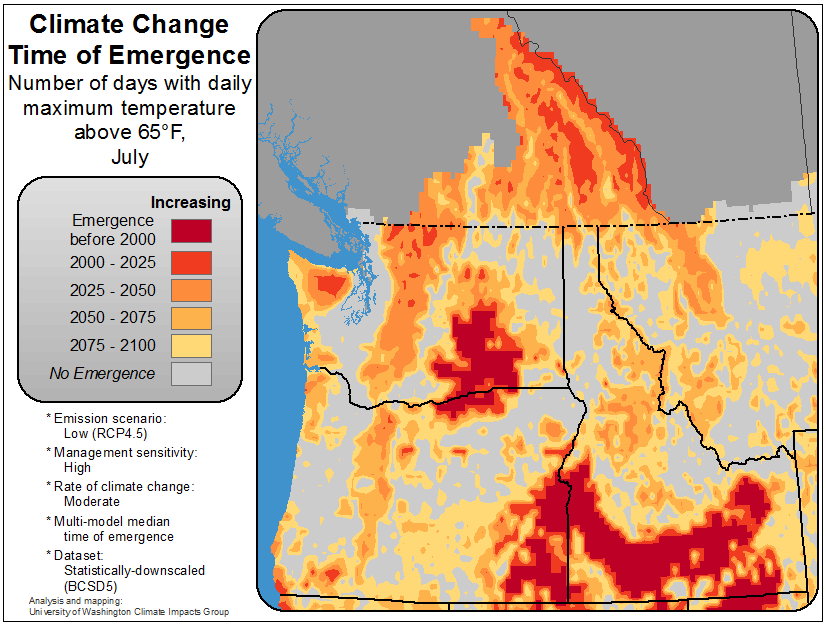 Climate Change
Time of Emergence
Number of days with daily
maximum temperature
above 65°F,
July
Increasing
Emergence
before 2000
2000 - 2025
2025 - 2050
2050 - 2075
2075 - 2100
No Emergence
* Emission scenario:
Low (RCP4.5)
* Management sensitivity:
High
* Rate of climate change:
Moderate
* Multi-model median
time of emergence
* Dataset:
Statistically-downscaled
(BCSD5)
Analysis and mapping:
University of Washington Climate Impacts Group